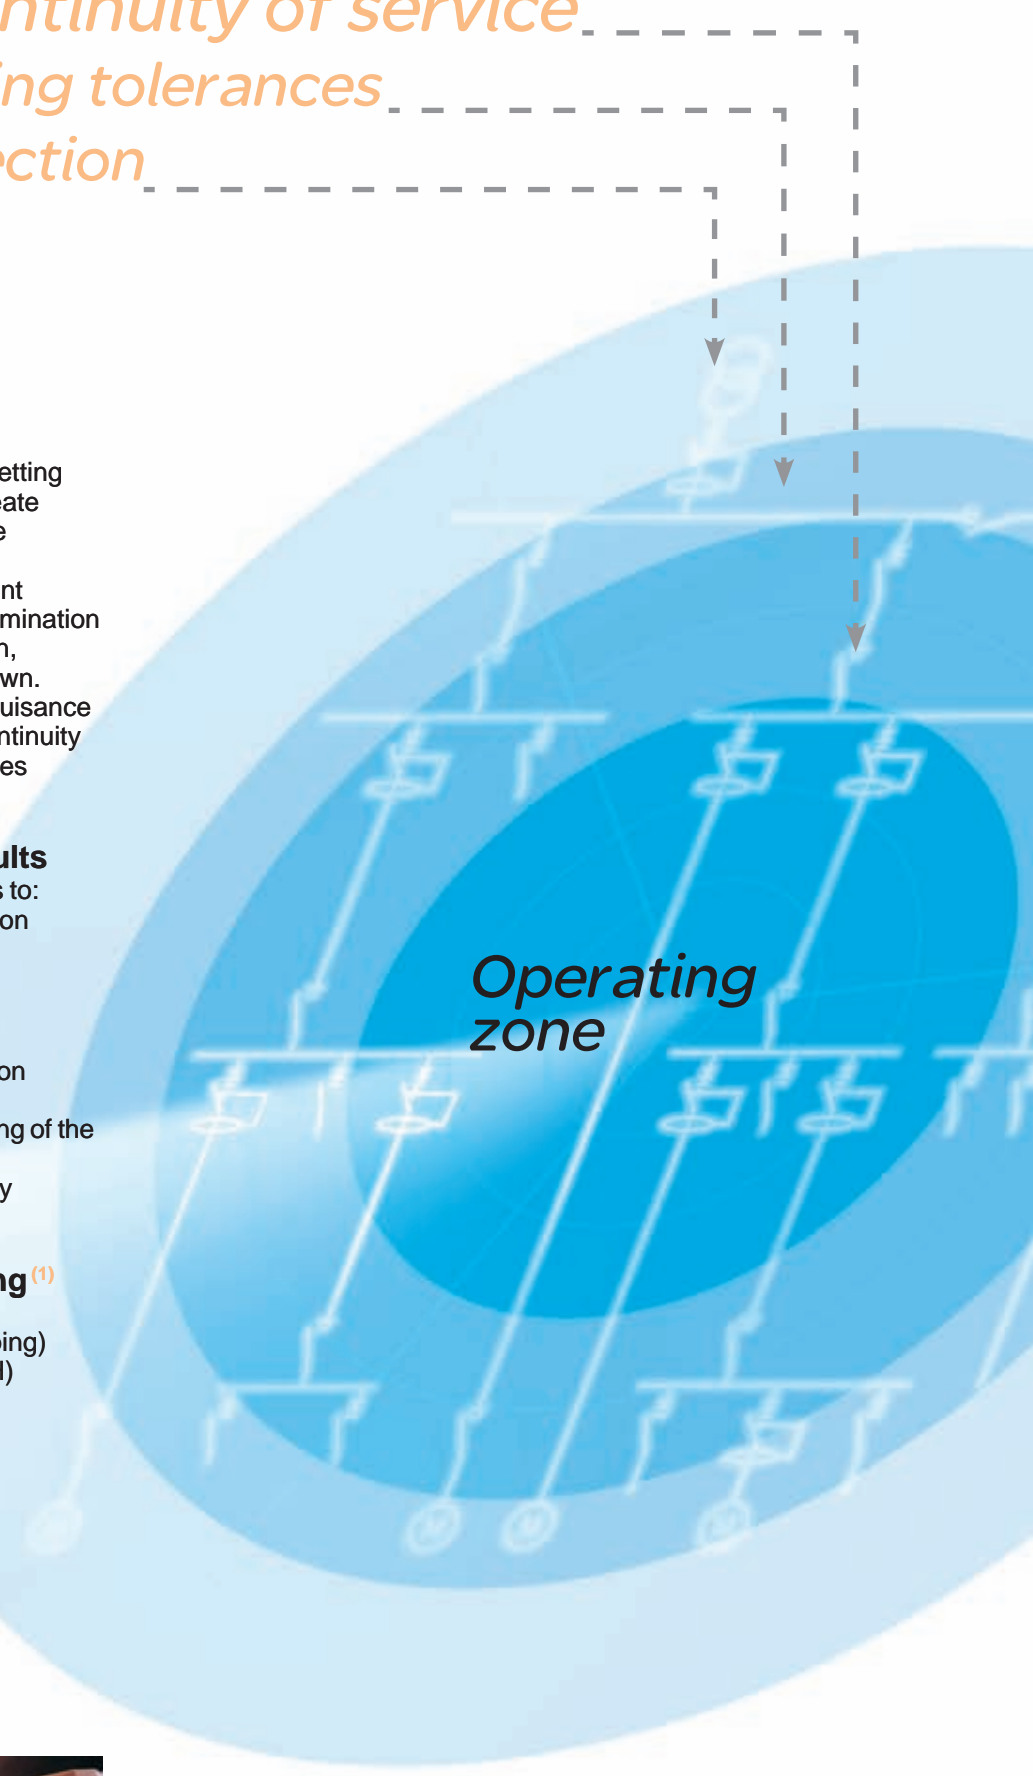 ntinuity of service
ing tolerances
ection
etting
eate
e
nt
mination
n,
wn.
uisance
ntinuity
es
ults
s to:
on
on
ng of the
y
ng (1)
ping)
l)
Operating
zone